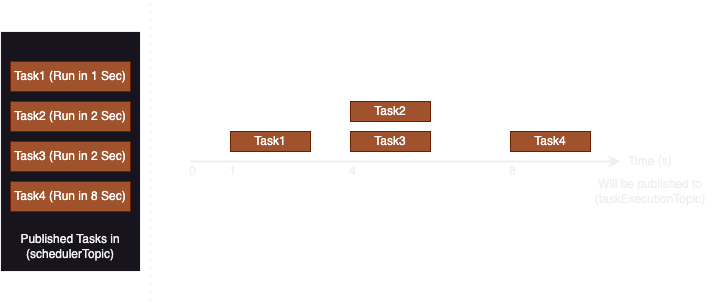 Task1 (Run in 1 Sec)
Task2 (Run in 2 Sec)
Task3 (Run in 2 Sec)
Task4 (Run in 8 Sec)
Published Tasks in
(schedulerTopic)
Task2
Task1
Task3
Task4
Time (s)
0
1
4
8
Will be published to
(taskExecutionTopic)